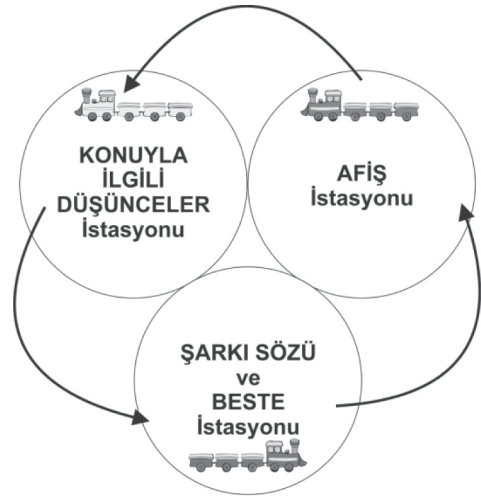 KONUYLA
İLGİLİ
DÜŞÜNCELER
İstasyonu
AFİŞ
İstasyonu
ŞARKI SÖZÜ
ve
BESTE
İstasyonu